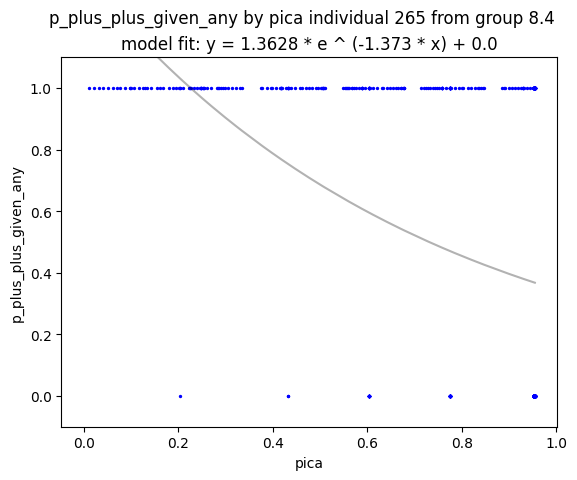 p_plus_plus_given_any by pica individual 265 from group 8.4
model fit: y = 1.3628 * e ^ (-1.373 * x) + 0.0
p_plus_plus_given_any
1.0
0.8
0.6
0.4
0.2
0.0
0.0 0.2 0.4 0.6 0.8 1.0
pica